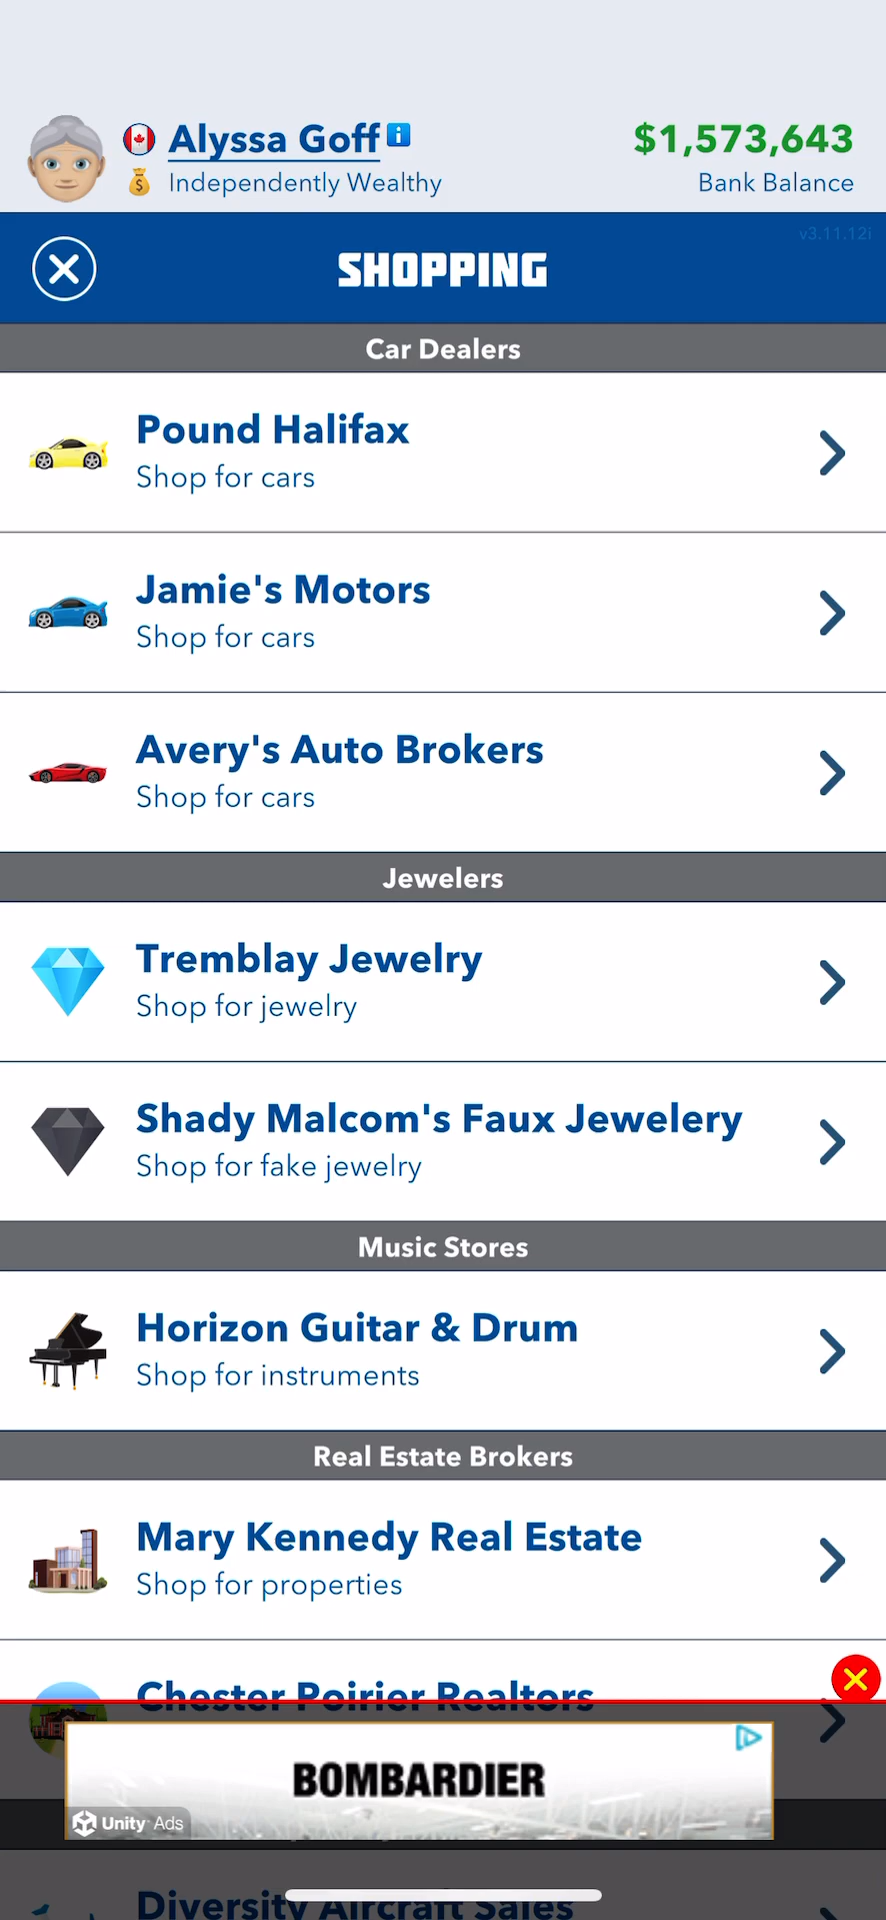 Alyssa Goff
$1,573,643
Independently Wealthy
Bank Balance
v3.11.12i
SHOPPING
Car Dealers
Pound Halifax
Shop for cars
Jamie's Motors
Shop for cars
Avery's Auto Brokers
Shop for cars
Jewelers
Tremblay Jewelry
Shop for jewelry
Shady Malcom's Faux Jewelery
Shop for fake jewelry
Music Stores
Horizon Guitar & Drum
Shop for instruments
Real Estate Brokers
Mary Kennedy Real Estate
Shop for properties
Chester Poirier Realtors
BOMBARDIER
Unity Ads
Diversity Aircraft Sales